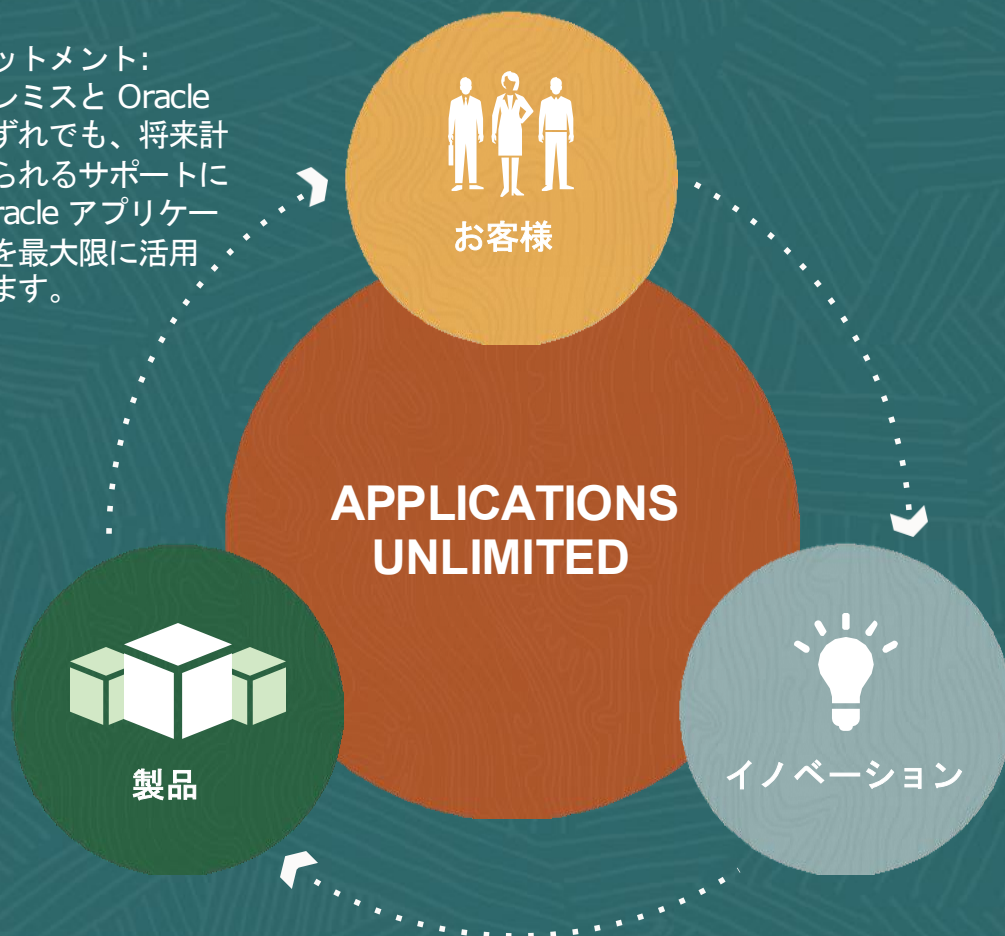 ットメント:
レミスと Oracle
ずれでも、将来計
られるサポートに
racle アプリケー
を最大限に活用
ます。
お客様
APPLICATIONS
UNLIMITED
製品
イノベーション